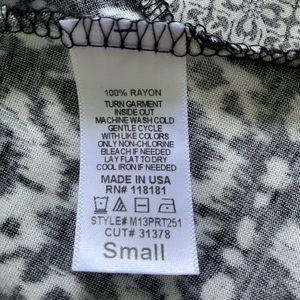 100% RAYON
TURN GARMENT
INSIDE OUT
MACHINE WASH COLD
GENTLE CYCLE
WITH LIKE COLORS
ONLY NON-CHLORINE
BLEACH IF NEEDED
LAY FLAT TO DRY
COOL IRON IF NEEDED
MADE IN USA
RN# 118181
STYLE# M13PRT251
CUT# 31378
Small